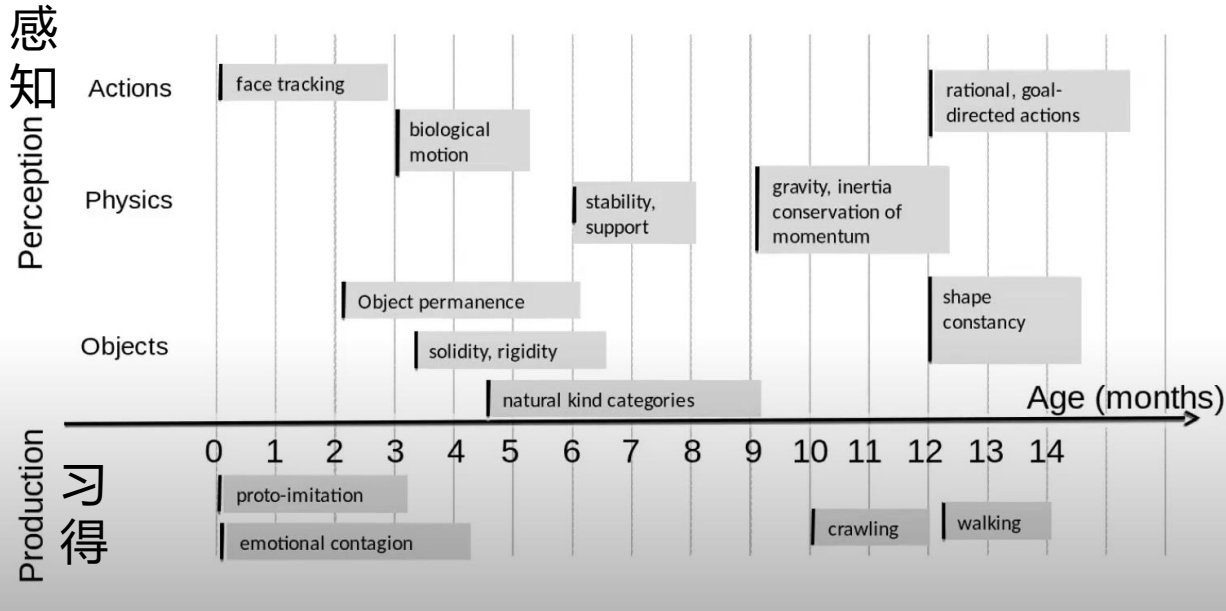 感
知
Perception
Actions
face tracking
biological
motion
rational, goal-
directed actions
Physics
stability,
support
gravity, inertia
conservation of
momentum
Objects
Object permanence
solidity, rigidity
natural kind categories
shape
constancy
Age (months)
0 1 2 3 4 5 6 7 8 9 10 11 12 13 14
Production
习
得
proto-imitation
emotional contagion
crawling
walking